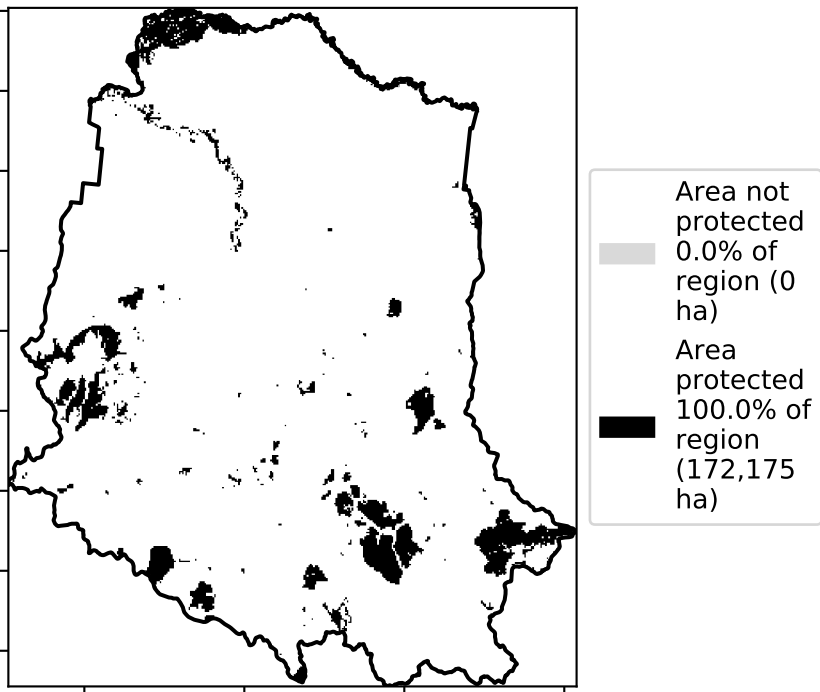 Area not
protected
0.0% of
region (0
ha)
Area
protected
100.0% of
region
(172,175
ha)